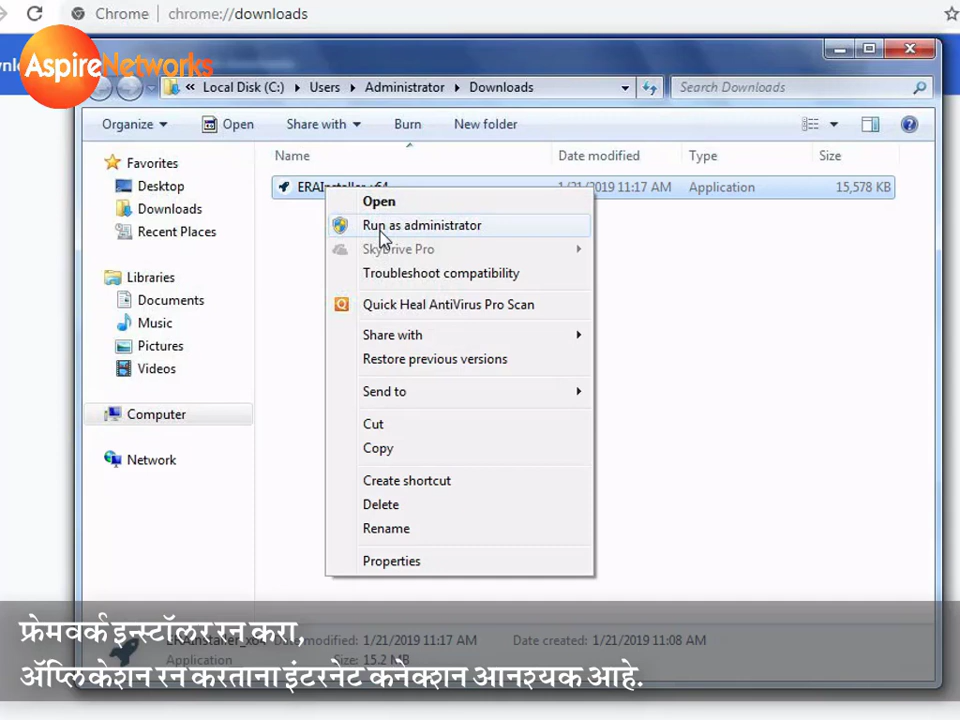 Chrome chrome://downloads
AspireNetworks
« Local Disk (C:) Users Administrator Downloads
Search Downloads
Organize Open Share with Burn New folder
Favorites
Desktop
Downloads
Recent Places
Libraries
Documents
Music
Pictures
Videos
Computer
Network
Name Date modified Type Size
1/21/2019 11:17 AM Application 15,578 KB
Open
Run as administrator
SkyDrive Pro
Troubleshoot compatibility
Quick Heal AntiVirus Pro Scan
Share with
Restore previous versions
Send to
Cut
Copy
Create shortcut
Delete
Rename
Properties
ERAInstaller_x64 Date modified: 1/21/2019 11:17 AM Date created: 1/21/2019 11:08 AM
Application Size: 15.2 MB
फ्रेमवर्क इन्स्टॉलर रन करा,
ॲप्लिकेशन रन करताना इंटरनेट कनेक्शन आनश्यक आहे.